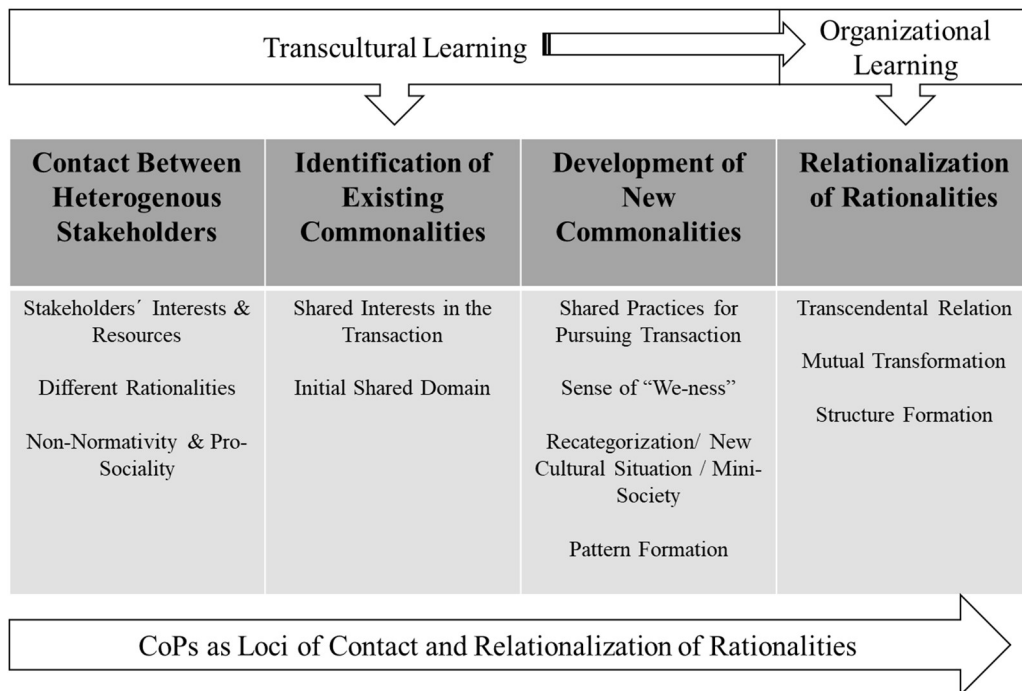 Transcultural Learning
Organizational
Learning
Contact Between
Heterogenous
Stakeholders
Identification of
Existing
Commonalities
Development of
New
Commonalities
Relationalization
of Rationalities
Stakeholders´ Interests &
Resources
Different Rationalities
Non-Normativity & Pro-
Sociality
Shared Interests in the
Transaction
Initial Shared Domain
Shared Practices for
Pursuing Transaction
Sense of “We-ness”
Recategorization/ New
Cultural Situation / Mini-
Society
Pattern Formation
Transcendental Relation
Mutual Transformation
Structure Formation
CoPs as Loci of Contact and Relationalization of Rationalities